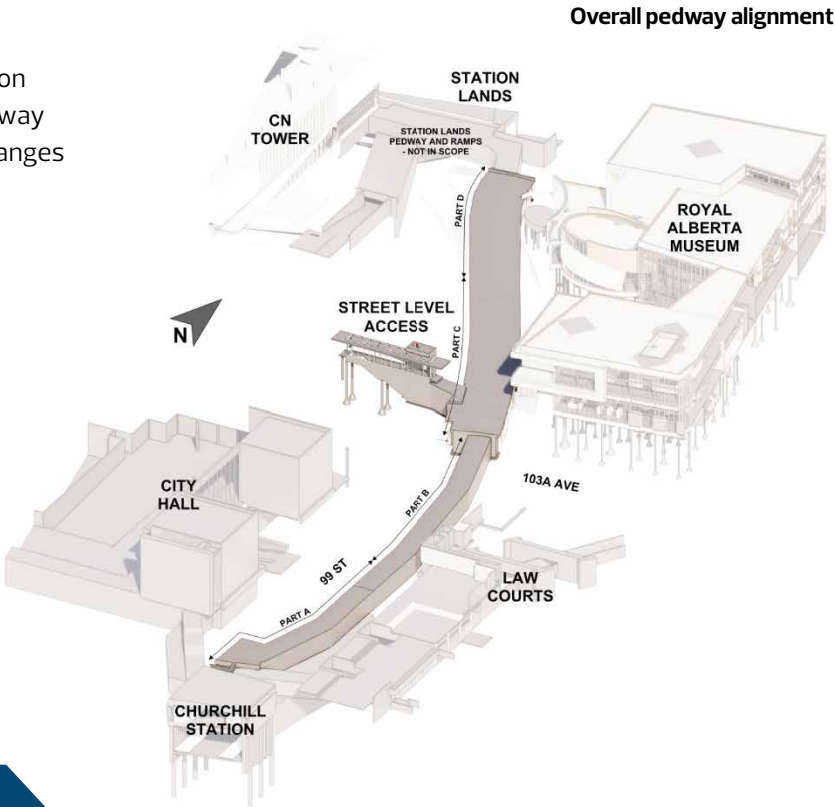 Overall pedway alignment
on
way
anges
STATION
LANDS
CN
TOWER
STATION LANDS
PEDWAY AND RAMPS
- NOT IN SCOPE
PART D
ROYAL
ALBERTA
MUSEUM
STREET LEVEL
ACCESS
PART C
N
103A AVE
CITY
HALL
PART B
99 ST
LAW
COURTS
PART A
CHURCHILL
STATION